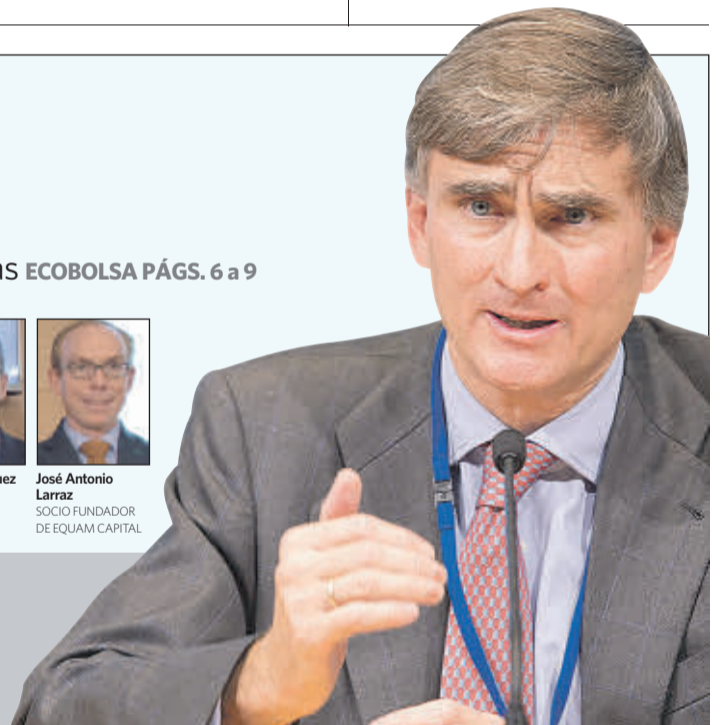 ECOBOLSA PÁGS. 6 a 9
José Antonio
Larraz
SOCIO FUNDADOR
DE EQUAM CAPITAL